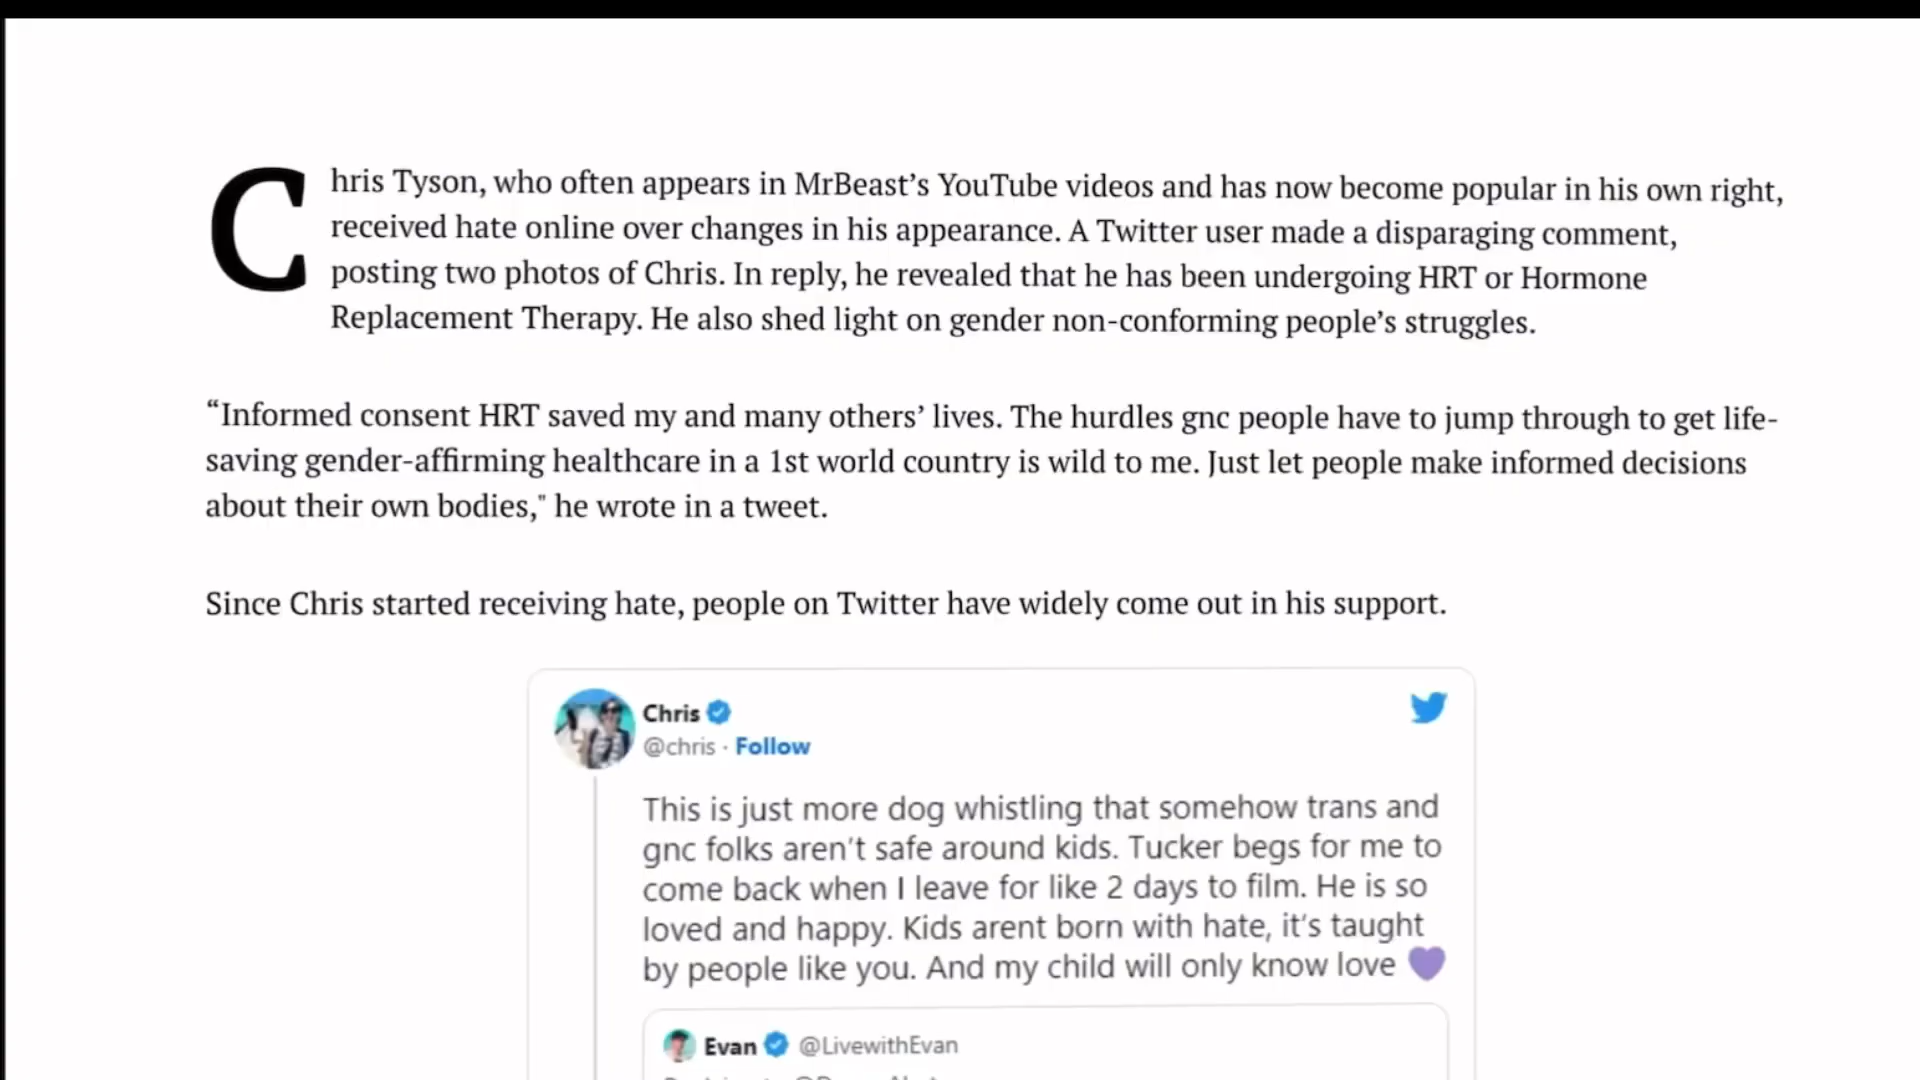 Chris Tyson, who often appears in MrBeast’s YouTube videos and has now become popular in his own right,
received hate online over changes in his appearance. A Twitter user made a disparaging comment,
posting two photos of Chris. In reply, he revealed that he has been undergoing HRT or Hormone
Replacement Therapy. He also shed light on gender non-conforming people’s struggles.
“Informed consent HRT saved my and many others’ lives. The hurdles gnc people have to jump through to get life-
saving gender-affirming healthcare in a 1st world country is wild to me. Just let people make informed decisions
about their own bodies," he wrote in a tweet.
Since Chris started receiving hate, people on Twitter have widely come out in his support.
Chris
@chris · Follow
This is just more dog whistling that somehow trans and
gnc folks aren't safe around kids. Tucker begs for me to
come back when I leave for like 2 days to film. He is so
loved and happy. Kids arent born with hate, it’s taught
by people like you. And my child will only know love 💜
Evan @LivewithEvan